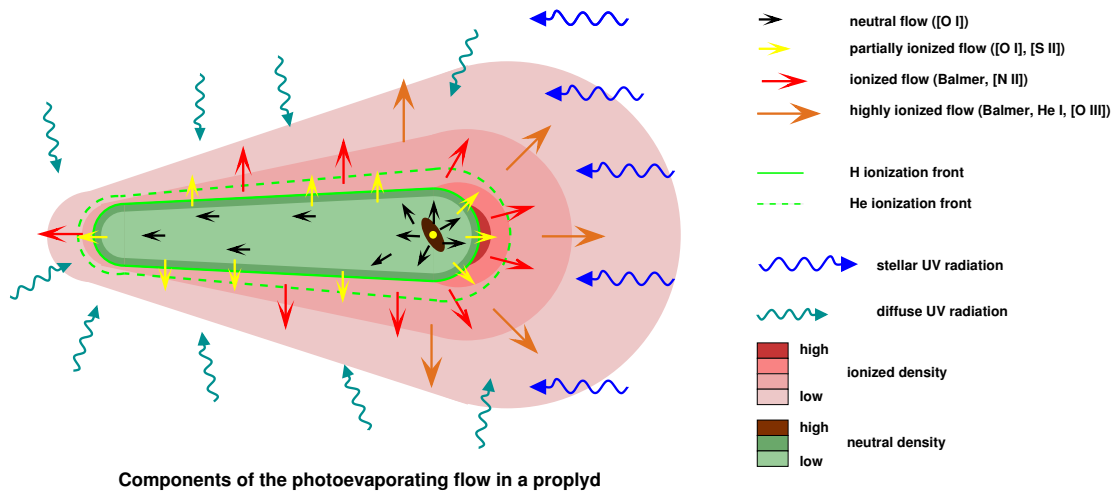 neutral flow ([O I])
partially ionized flow ([O I], [S II])
ionized flow (Balmer, [N II])
highly ionized flow (Balmer, He I, [O III])
H ionization front
He ionization front
stellar UV radiation
diffuse UV radiation
high
ionized density
low
high
neutral density
low
Components of the photoevaporating flow in a proplyd